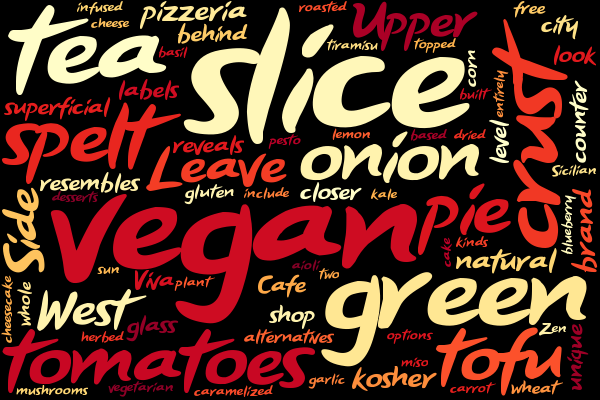 infused
cheese
pizzeria
behind
roasted
tiramisu
Upper
topped
free
city
look
tea
basil
slice
corn
built
entirely
level
crust
counter
Sicilian
labels
superficial
spelt
reveals
pesto
lemon
based
dried
Leave
onion
resembles
desserts
gluten
include
closer
kale
Side
vegan
pie
cake
kinds
natural
blueberry
brand
sun
Viva
plant
aioli
two
Cafe
green
cheesecake
whole
West
herbed
glass
shop
alternatives
options
Zen
unique
tomatoes
tofu
miso
mushrooms
vegetarian
caramelized
garlic
kosher
carrot
wheat